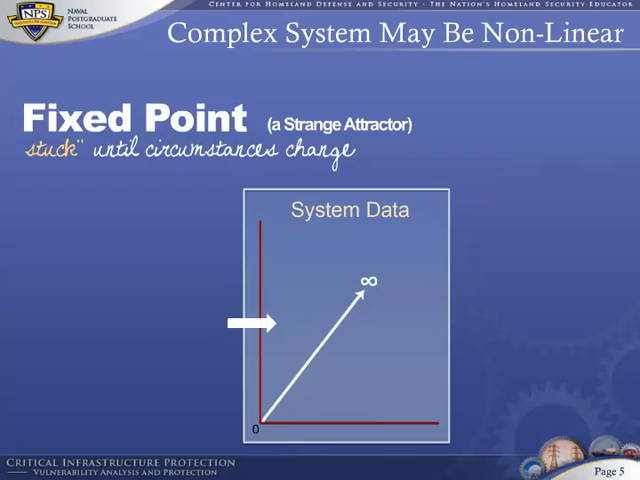 CENTER FOR HOMELAND DEFENSE AND SECURITY - THE NATION'S HOMELAND SECURITY EDUCATOR
NPS
NAVAL
POSTGRADUATE
SCHOOL
Complex System May Be Non-Linear
Fixed Point (a Strange Attractor)
stuck" until circumstances change
System Data
∞
0
CRITICAL INFRASTRUCTURE PROTECTION
VULNERABILITY ANALYSIS AND PROTECTION
Page 5